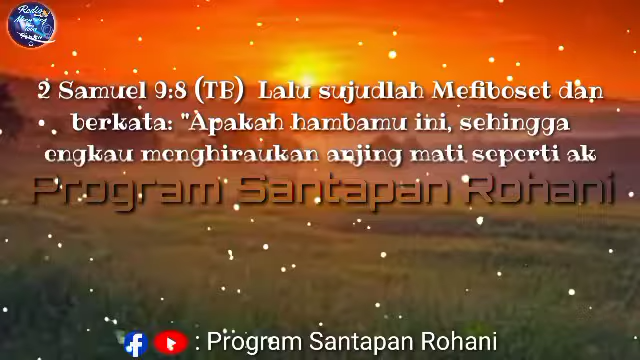 2 Samuel 9:8 (TB) Lalu sujudlah Mefiboset dan
berkata: "Apakah hambamu ini, sehingga
engkau menghiraukan anjing mati seperti ak
Program Santapan Rohani
: Program Santapan Rohani